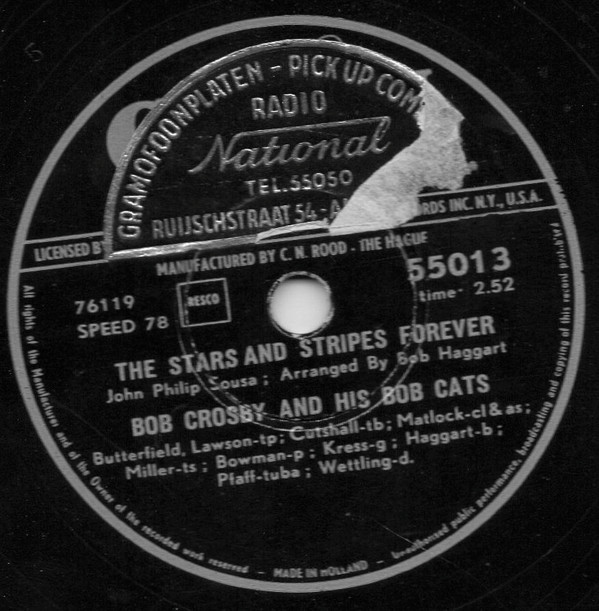 GRAMOFOONPLATEN - PICK UP COM
RADIO
National
TEL. 55050
RUIJSCHSTRAAT 54 - A
LICENSED BY
ORDS INC. N.Y., U.S.A.
MANUFACTURED BY C. N. ROOD - THE HAGUE
55013
76119
RESCO
time· 2.52
SPEED 78
THE STARS AND STRIPES FOREVER
John Philip Sousa ; Arranged By Bob Haggart
BOB CROSBY AND HIS BOB CATS
Butterfield, Lawson-tp ; Cutshall-tb ; Matlock-cl & as ;
Miller-ts ; Bowman-p ; Kress-g ; Haggart-b ;
Pfaff-tuba ; Wettling-d.
All rights of the Manufacturer and of the Owner of the recorded work reserved - MADE IN HOLLAND - Unauthorised public performance, broadcasting and copying of this record prohibited